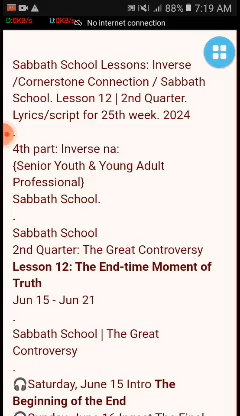 88% 7:19 AM
0:0KB/s U:0KB/s No internet connection
Sabbath School Lessons: Inverse
/Cornerstone Connection / Sabbath
School. Lesson 12 | 2nd Quarter.
Lyrics/script for 25th week. 2024
.
4th part: Inverse na:
{Senior Youth & Young Adult
Professional}
Sabbath School.
.
Sabbath School
2nd Quarter: The Great Controversy
Lesson 12: The End-time Moment of
Truth
Jun 15 - Jun 21
.
Sabbath School | The Great
Controversy
.
🎧Saturday, June 15 Intro The
Beginning of the End